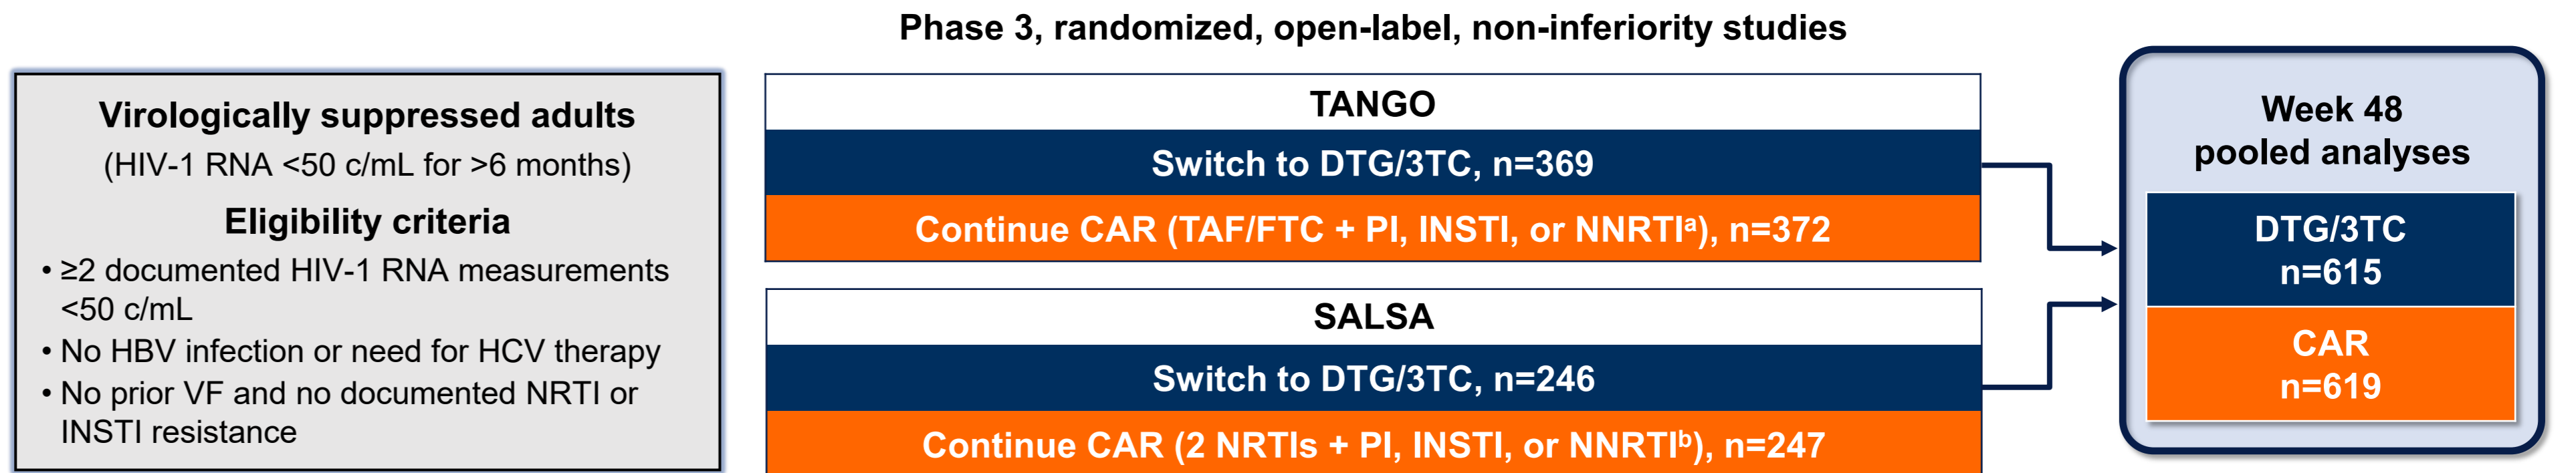 Phase 3, randomized, open-label, non-inferiority studies
Virologically suppressed adults
(HIV-1 RNA <50 c/mL for >6 months)
Eligibility criteria
• ≥2 documented HIV-1 RNA measurements
<50 c/mL
• No HBV infection or need for HCV therapy
• No prior VF and no documented NRTI or
INSTI resistance
TANGO
Switch to DTG/3TC, n=369
Continue CAR (TAF/FTC + PI, INSTI, or NNRTIᵃ), n=372
SALSA
Switch to DTG/3TC, n=246
Continue CAR (2 NRTIs + PI, INSTI, or NNRTIᵇ), n=247
Week 48
pooled analyses
DTG/3TC
n=615
CAR
n=619